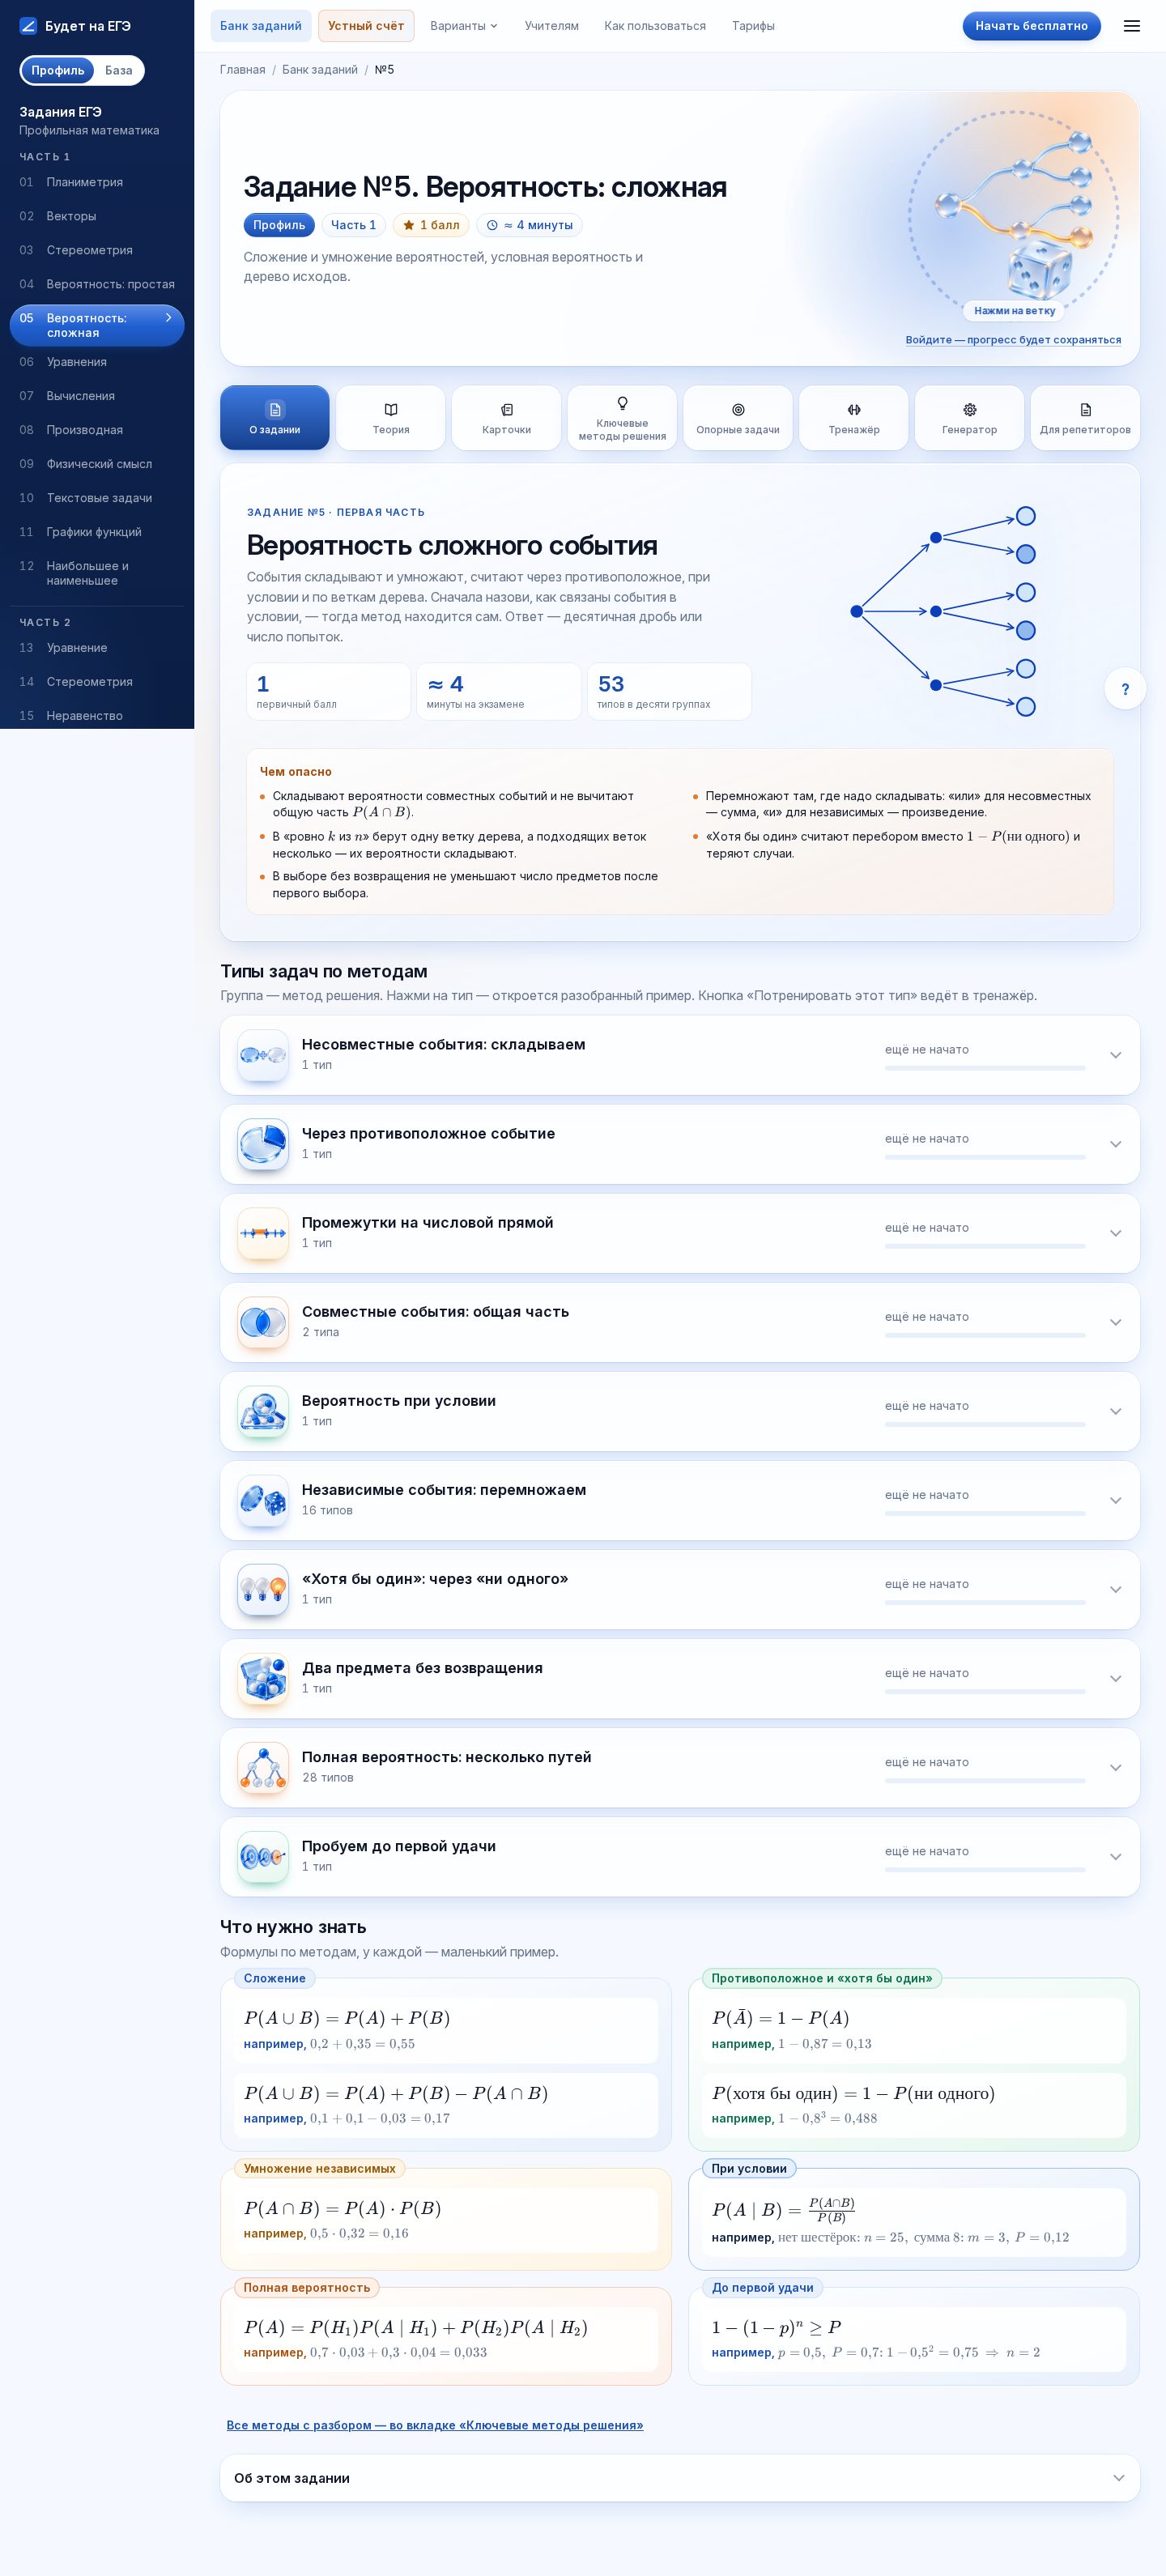 Будет на ЕГЭ
Профиль База
Задания ЕГЭ
Профильная математика
ЧАСТЬ 1
01 Планиметрия
02 Векторы
03 Стереометрия
04 Вероятность: простая
05 Вероятность:
сложная
06 Уравнения
07 Вычисления
08 Производная
09 Физический смысл
10 Текстовые задачи
11 Графики функций
12 Наибольшее и
наименьшее
ЧАСТЬ 2
13 Уравнение
14 Стереометрия
15 Неравенство
Банк заданий Устный счёт Варианты Учителям Как пользоваться Тарифы Начать бесплатно
Главная / Банк заданий / №5
Задание №5. Вероятность: сложная
Профиль Часть 1 ★ 1 балл ≈ 4 минуты
Сложение и умножение вероятностей, условная вероятность и
дерево исходов.
Нажми на ветку
Войдите — прогресс будет сохраняться
О задании
Теория
Карточки
Ключевые
методы решения
Опорные задачи
Тренажёр
Генератор
Для репетиторов
ЗАДАНИЕ №5 · ПЕРВАЯ ЧАСТЬ
Вероятность сложного события
События складывают и умножают, считают через противоположное, при
условии и по веткам дерева. Сначала назови, как связаны события в
условии, — тогда метод находится сам. Ответ — десятичная дробь или
число попыток.
1
первичный балл
≈ 4
минуты на экзамене
53
типов в десяти группах
?
Чем опасно
Складывают вероятности совместных событий и не вычитают
общую часть P(A ∩ B).
Перемножают там, где надо складывать: «или» для несовместных
— сумма, «и» для независимых — произведение.
В «ровно k из n» берут одну ветку дерева, а подходящих веток
несколько — их вероятности складывают.
«Хотя бы один» считают перебором вместо 1 − P(ни одного) и
теряют случаи.
В выборе без возвращения не уменьшают число предметов после
первого выбора.
Типы задач по методам
Группа — метод решения. Нажми на тип — откроется разобранный пример. Кнопка «Потренировать этот тип» ведёт в тренажёр.
Несовместные события: складываем
1 тип
ещё не начато
Через противоположное событие
1 тип
ещё не начато
Промежутки на числовой прямой
1 тип
ещё не начато
Совместные события: общая часть
2 типа
ещё не начато
Вероятность при условии
1 тип
ещё не начато
Независимые события: перемножаем
16 типов
ещё не начато
«Хотя бы один»: через «ни одного»
1 тип
ещё не начато
Два предмета без возвращения
1 тип
ещё не начато
Полная вероятность: несколько путей
28 типов
ещё не начато
Пробуем до первой удачи
1 тип
ещё не начато
Что нужно знать
Формулы по методам, у каждой — маленький пример.
Сложение
P(A ∪ B) = P(A) + P(B)
например, 0,2 + 0,35 = 0,55
P(A ∪ B) = P(A) + P(B) − P(A ∩ B)
например, 0,1 + 0,1 − 0,03 = 0,17
Противоположное и «хотя бы один»
P(Ā) = 1 − P(A)
например, 1 − 0,87 = 0,13
P(хотя бы один) = 1 − P(ни одного)
например, 1 − 0,8³ = 0,488
Умножение независимых
P(A ∩ B) = P(A) · P(B)
например, 0,5 · 0,32 = 0,16
При условии
P(A | B) = P(A∩B)/P(B)
например, нет шестёрок: n = 25, сумма 8: m = 3, P = 0,12
Полная вероятность
P(A) = P(H₁)P(A | H₁) + P(H₂)P(A | H₂)
например, 0,7 · 0,03 + 0,3 · 0,04 = 0,033
До первой удачи
1 − (1 − p)ⁿ ≥ P
например, p = 0,5, P = 0,7: 1 − 0,5² = 0,75 ⇒ n = 2
Все методы с разбором — во вкладке «Ключевые методы решения»
Об этом задании